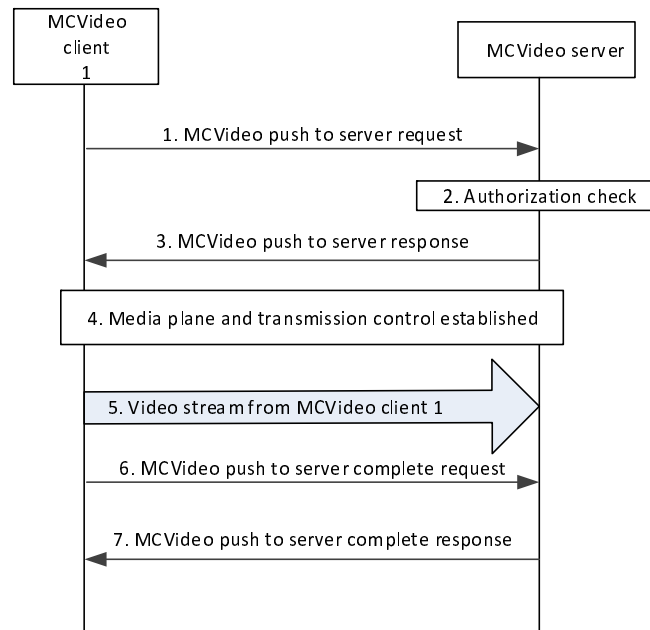 MCVideo
client
1
MCVideo server
1. MCVideo push to server request
2. Authorization check
3. MCVideo push to server response
4. Media plane and transmission control established
5. Video stream from MCVideo client 1
6. MCVideo push to server complete request
7. MCVideo push to server complete response